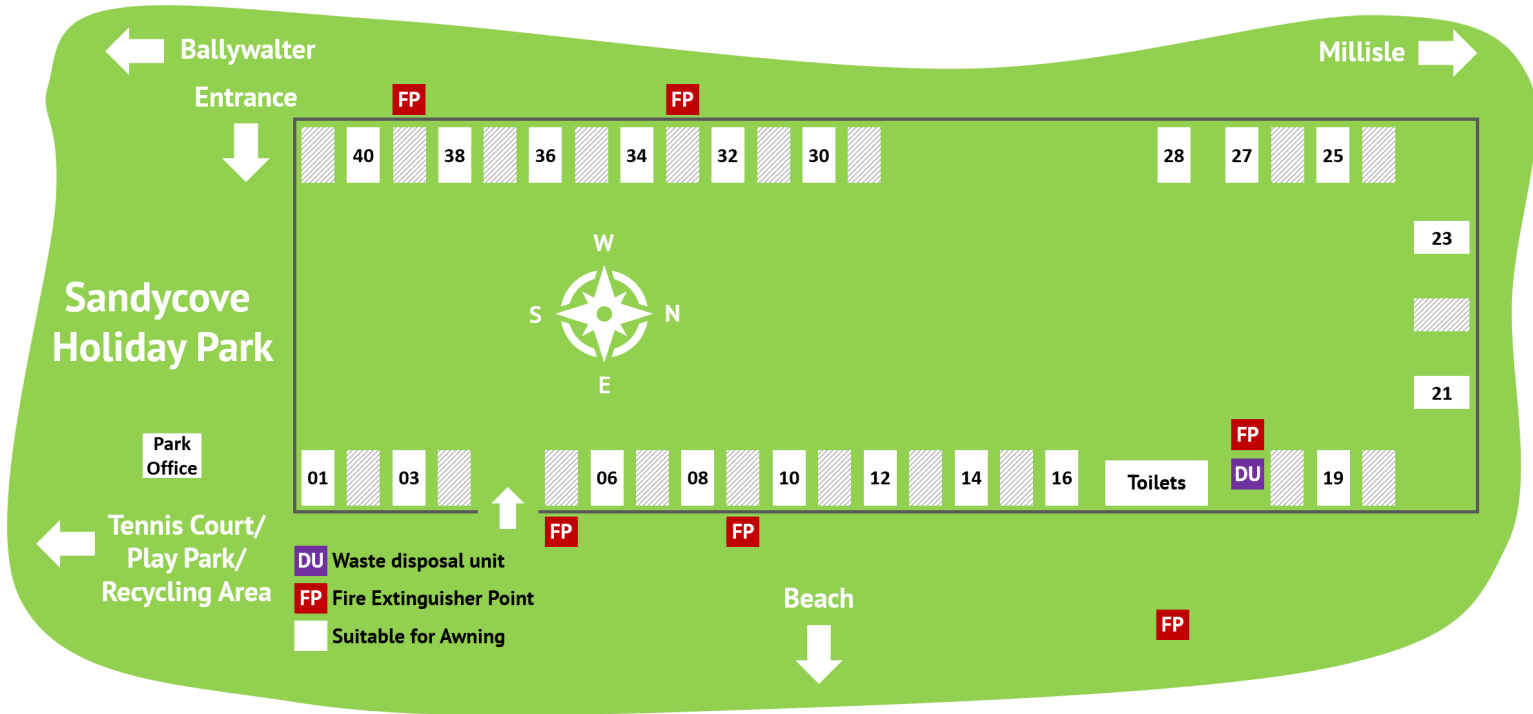 Ballywalter
Millisle
Entrance
FP
FP
40
38
36
34
32
30
28
27
25
W
S
N
E
23
Sandycove
Holiday Park
21
Park
Office
01
03
06
08
10
12
14
16
Toilets
FP
DU
19
Tennis Court/
Play Park/
Recycling Area
FP
FP
DU Waste disposal unit
FP Fire Extinguisher Point
Suitable for Awning
Beach
FP